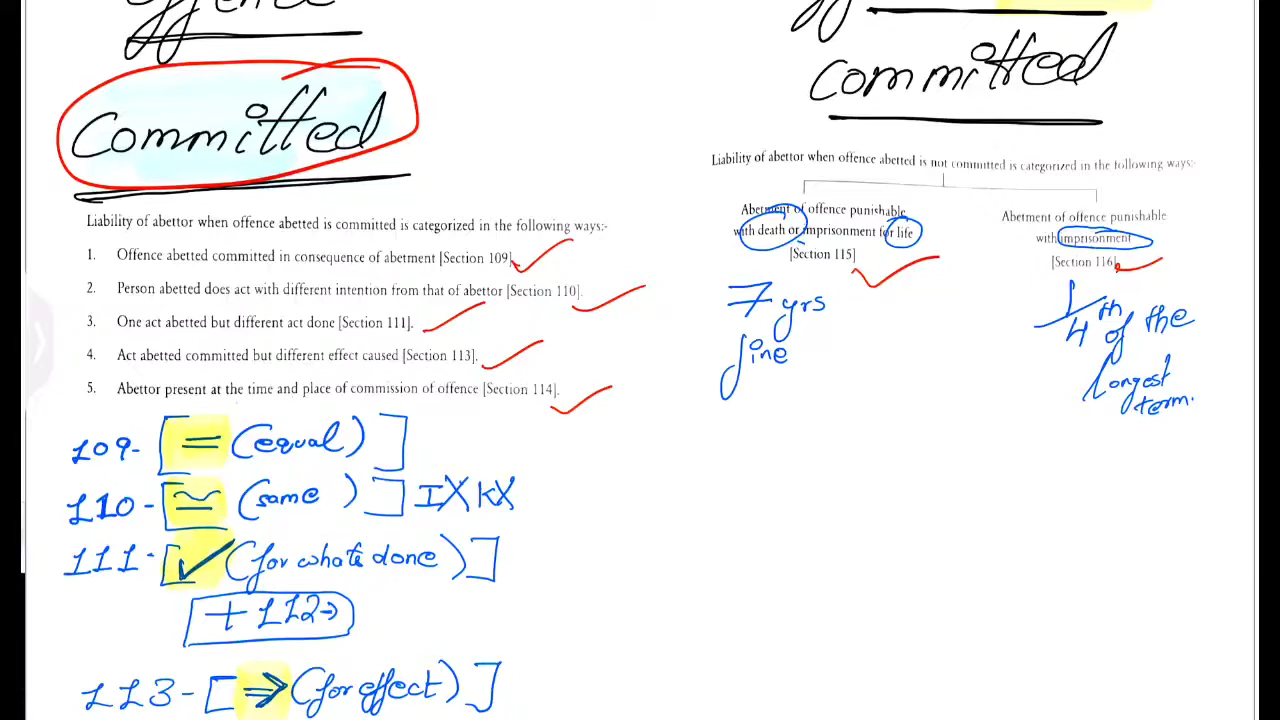 offence
Committed
Liability of abettor when offence abetted is committed is categorized in the following ways:-
1. Offence abetted committed in consequence of abetment [Section 109].
2. Person abetted does act with different intention from that of abettor [Section 110].
3. One act abetted but different act done [Section 111].
4. Act abetted committed but different effect caused [Section 113].
5. Abettor present at the time and place of commission of offence [Section 114].
109- [= (equal)]
110- [≃ (same)] IX KX
111- [✓ (for whats done)]
+ 112→
113- [⇒ (for effect)]
committed
Liability of abettor when offence abetted is not committed is categorized in the following ways:-
Abetment of offence punishable
with death or imprisonment for life
[Section 115]
7 yrs
fine
Abetment of offence punishable
with imprisonment
[Section 116]
1/4th of the
longest
term.